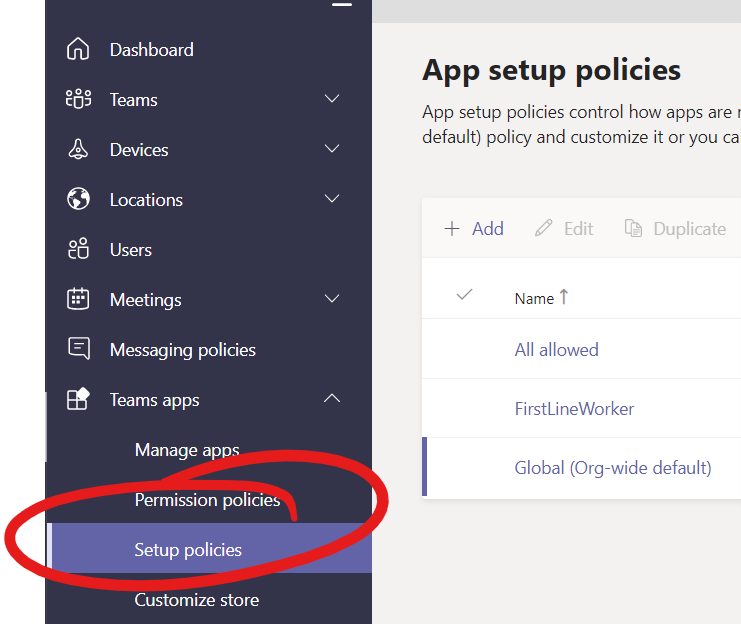 Dashboard
Teams
Devices
Locations
Users
Meetings
Messaging policies
Teams apps
Manage apps
Permission policies
Setup policies
Customize store
App setup policies
App setup policies control how apps are
default) policy and customize it or you ca
Add Edit Duplicate
Name ↑
All allowed
FirstLineWorker
Global (Org-wide default)